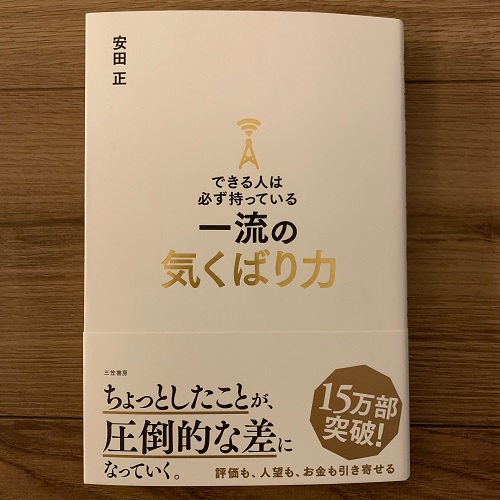 安田 正
できる人は
必ず持っている
一流の
気くばり力
三笠書房
ちょっとしたことが、
圧倒的な差に
なっていく。
15万部
突破!
評価も、人望も、お金も引き寄せる